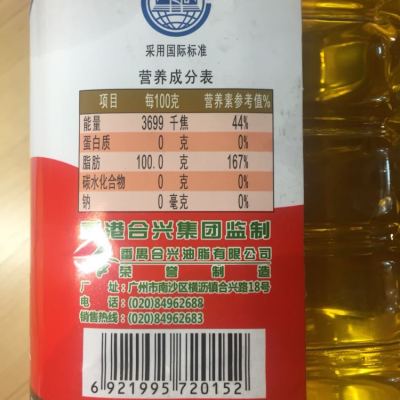 采用国际标准
营养成分表
项目 每100克 营养素参考值%
能量 3699 千焦 44%
蛋白质 0 克 0%
脂肪 100.0 克 167%
碳水化合物 0 克 0%
钠 0 毫克 0%
港合兴集团监制
番禺合兴油脂有限公司
荣誉制造
厂址：广州市南沙区横沥镇合兴路18号
电话：(020)84962688
销售热线：(020)84962683
6 921995 720152